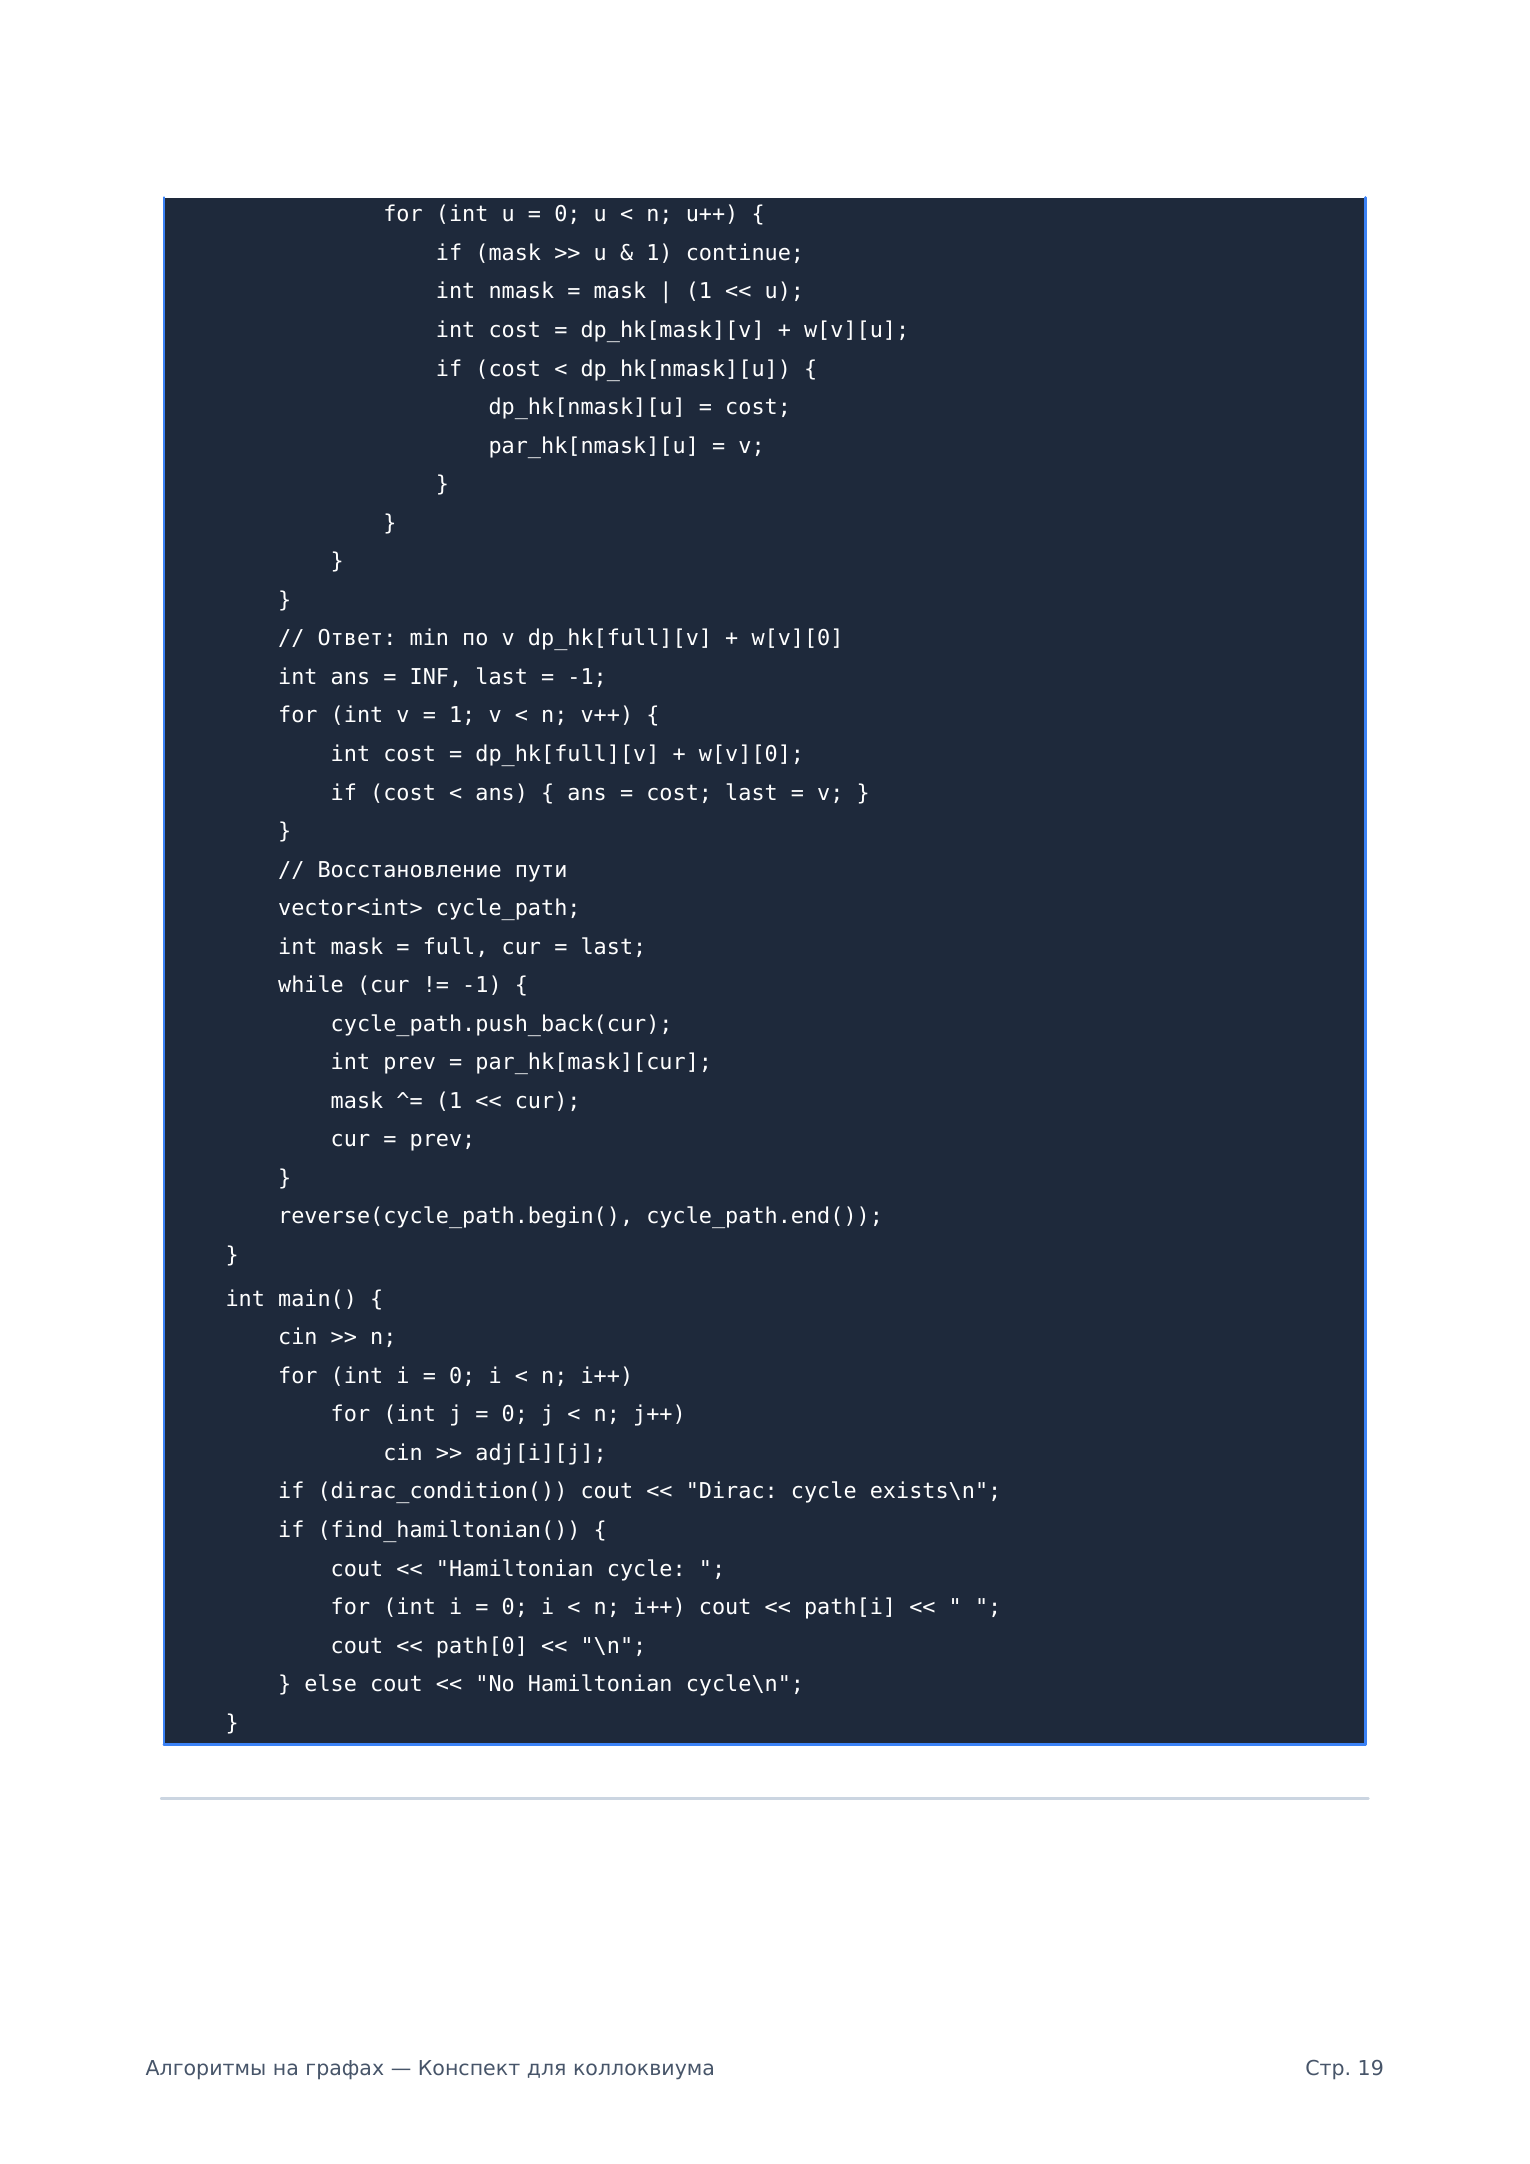 for (int u = 0; u < n; u++) {
                    if (mask >> u & 1) continue;
                    int nmask = mask | (1 << u);
                    int cost = dp_hk[mask][v] + w[v][u];
                    if (cost < dp_hk[nmask][u]) {
                        dp_hk[nmask][u] = cost;
                        par_hk[nmask][u] = v;
                    }
                }
            }
        }
        // Ответ: min по v dp_hk[full][v] + w[v][0]
        int ans = INF, last = -1;
        for (int v = 1; v < n; v++) {
            int cost = dp_hk[full][v] + w[v][0];
            if (cost < ans) { ans = cost; last = v; }
        }
        // Восстановление пути
        vector<int> cycle_path;
        int mask = full, cur = last;
        while (cur != -1) {
            cycle_path.push_back(cur);
            int prev = par_hk[mask][cur];
            mask ^= (1 << cur);
            cur = prev;
        }
        reverse(cycle_path.begin(), cycle_path.end());
    }
    int main() {
        cin >> n;
        for (int i = 0; i < n; i++)
            for (int j = 0; j < n; j++)
                cin >> adj[i][j];
        if (dirac_condition()) cout << "Dirac: cycle exists\n";
        if (find_hamiltonian()) {
            cout << "Hamiltonian cycle: ";
            for (int i = 0; i < n; i++) cout << path[i] << " ";
            cout << path[0] << "\n";
        } else cout << "No Hamiltonian cycle\n";
    }
Алгоритмы на графах — Конспект для коллоквиума
Стр. 19